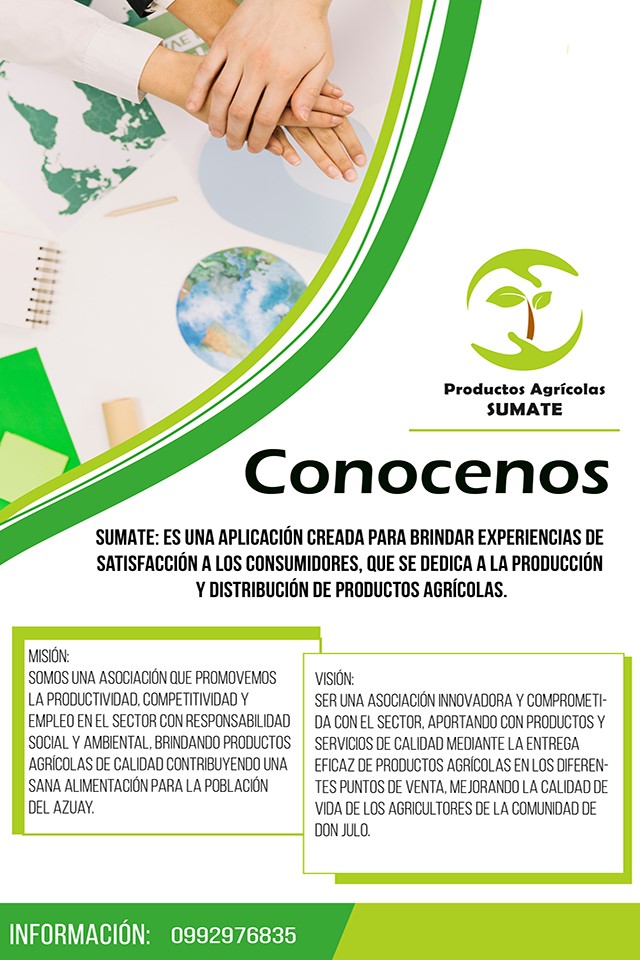 Productos Agrícolas
SUMATE
Conocenos
SUMATE: ES UNA APLICACIÓN CREADA PARA BRINDAR EXPERIENCIAS DE
SATISFACCIÓN A LOS CONSUMIDORES, QUE SE DEDICA A LA PRODUCCIÓN
Y DISTRIBUCIÓN DE PRODUCTOS AGRÍCOLAS.
MISIÓN:
SOMOS UNA ASOCIACIÓN QUE PROMOVEMOS
LA PRODUCTIVIDAD, COMPETITIVIDAD Y
EMPLEO EN EL SECTOR CON RESPONSABILIDAD
SOCIAL Y AMBIENTAL, BRINDANDO PRODUCTOS
AGRÍCOLAS DE CALIDAD CONTRIBUYENDO UNA
SANA ALIMENTACIÓN PARA LA POBLACIÓN
DEL AZUAY.
VISIÓN:
SER UNA ASOCIACIÓN INNOVADORA Y COMPROMETI-
DA CON EL SECTOR, APORTANDO CON PRODUCTOS Y
SERVICIOS DE CALIDAD MEDIANTE LA ENTREGA
EFICAZ DE PRODUCTOS AGRÍCOLAS EN LOS DIFEREN-
TES PUNTOS DE VENTA, MEJORANDO LA CALIDAD DE
VIDA DE LOS AGRICULTORES DE LA COMUNIDAD DE
DON JULO.
INFORMACIÓN: 0992976835